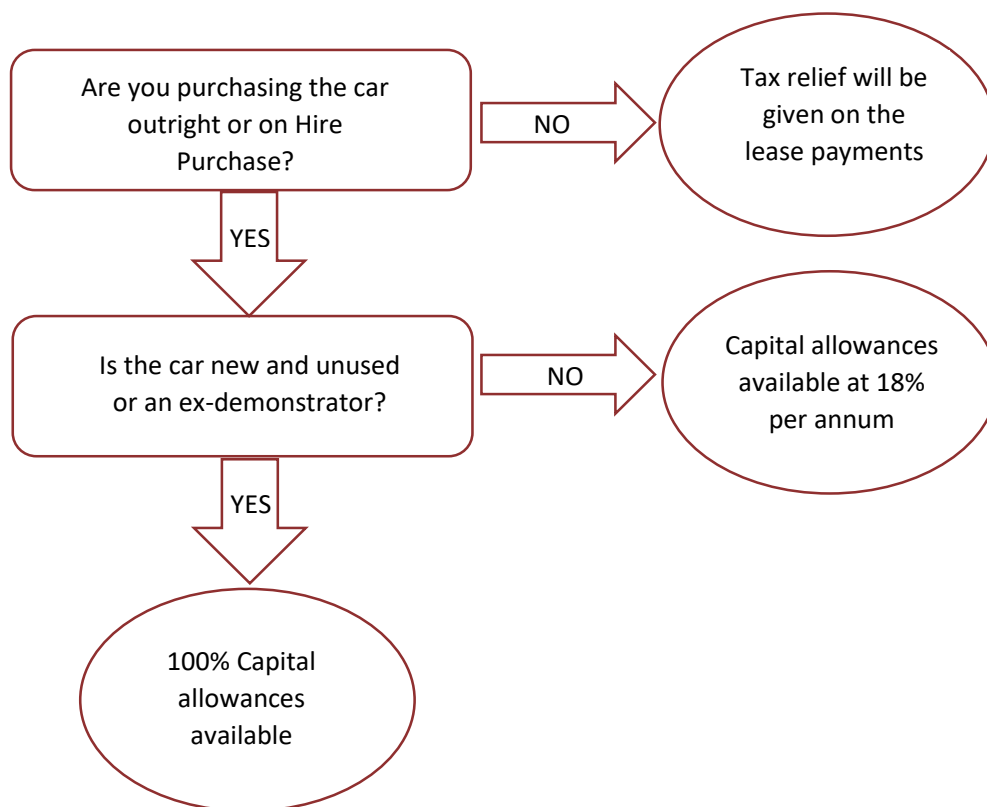 Are you purchasing the car
outright or on Hire
Purchase?
NO
Tax relief will be
given on the
lease payments
YES
Is the car new and unused
or an ex-demonstrator?
NO
Capital allowances
available at 18%
per annum
YES
100% Capital
allowances
available